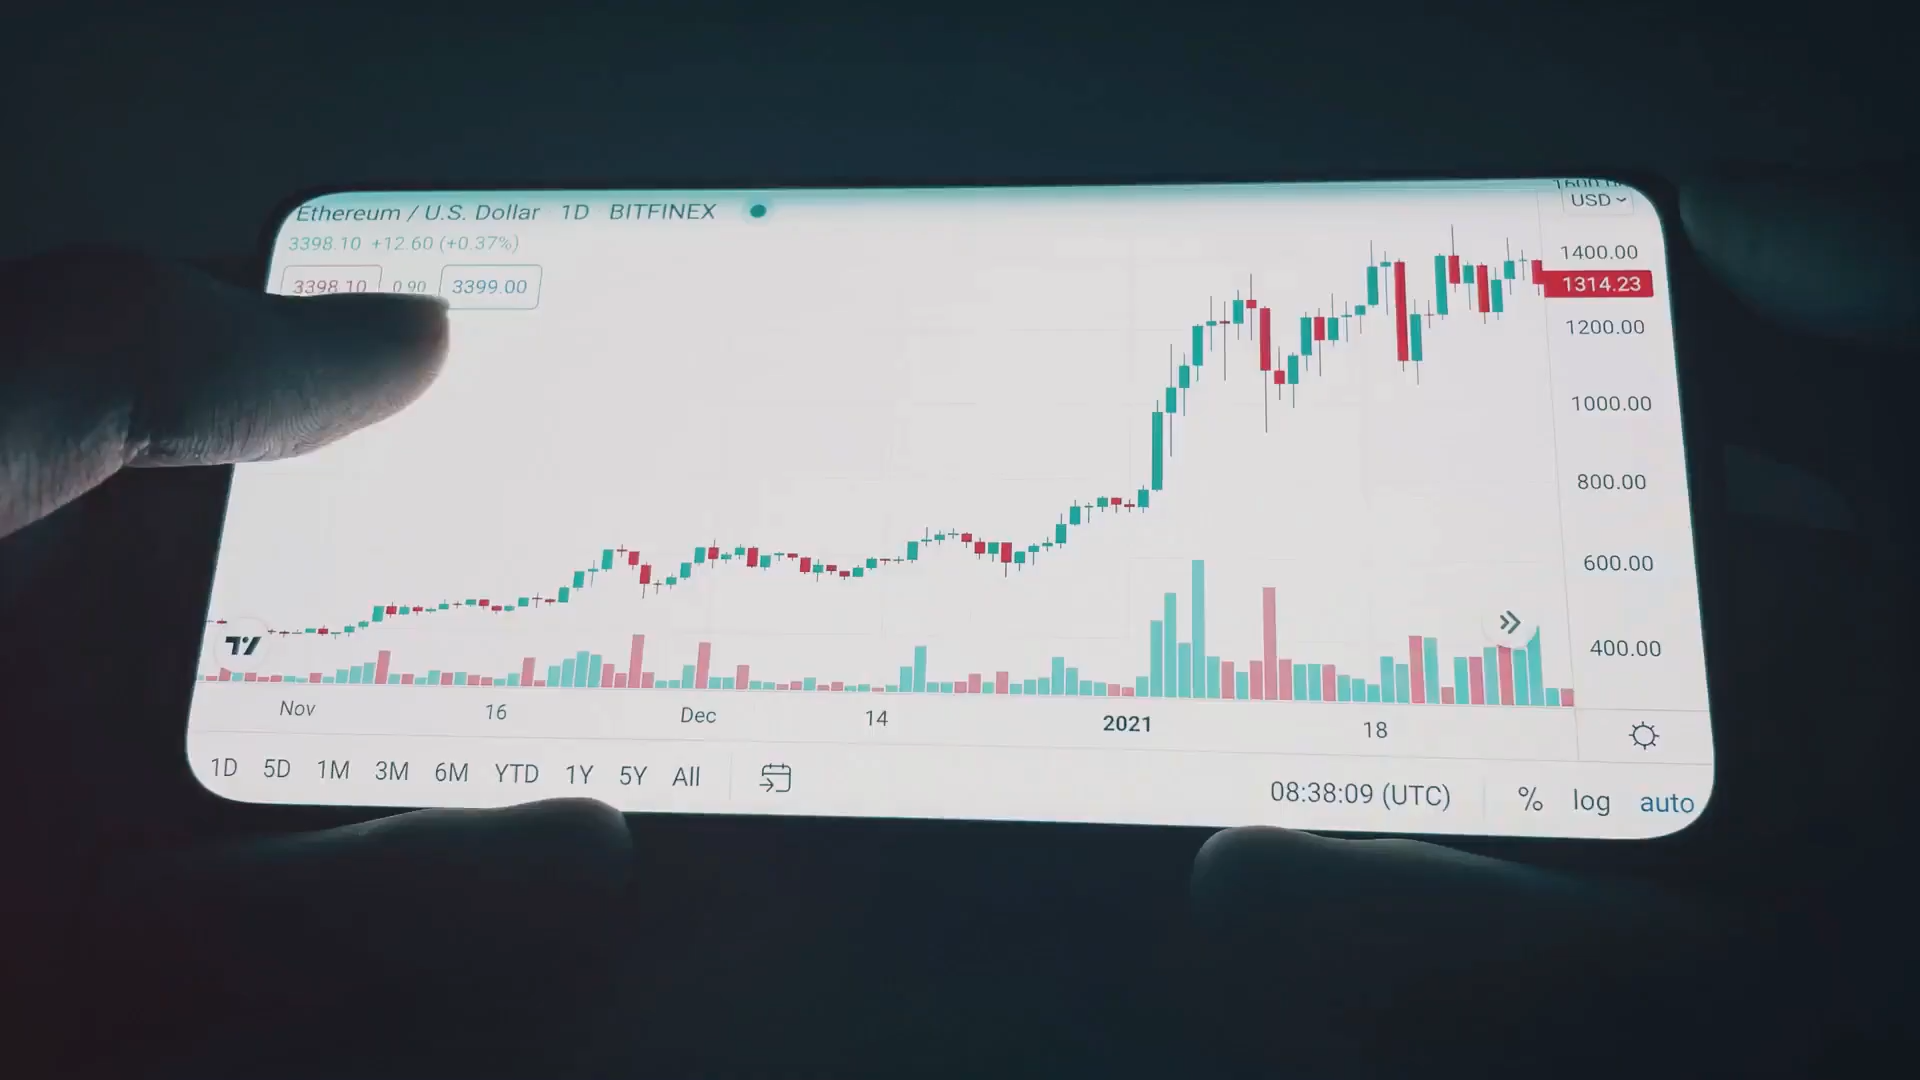 Ethereum / U.S. Dollar 1D BITFINEX
USD
3398.10 +12.60 (+0.37%)
3398.10 0.90 3399.00
1400.00
1314.23
1200.00
1000.00
800.00
600.00
400.00
Nov 16 Dec 14 2021 18
1D 5D 1M 3M 6M YTD 1Y 5Y All 08:38:09 (UTC) % log auto